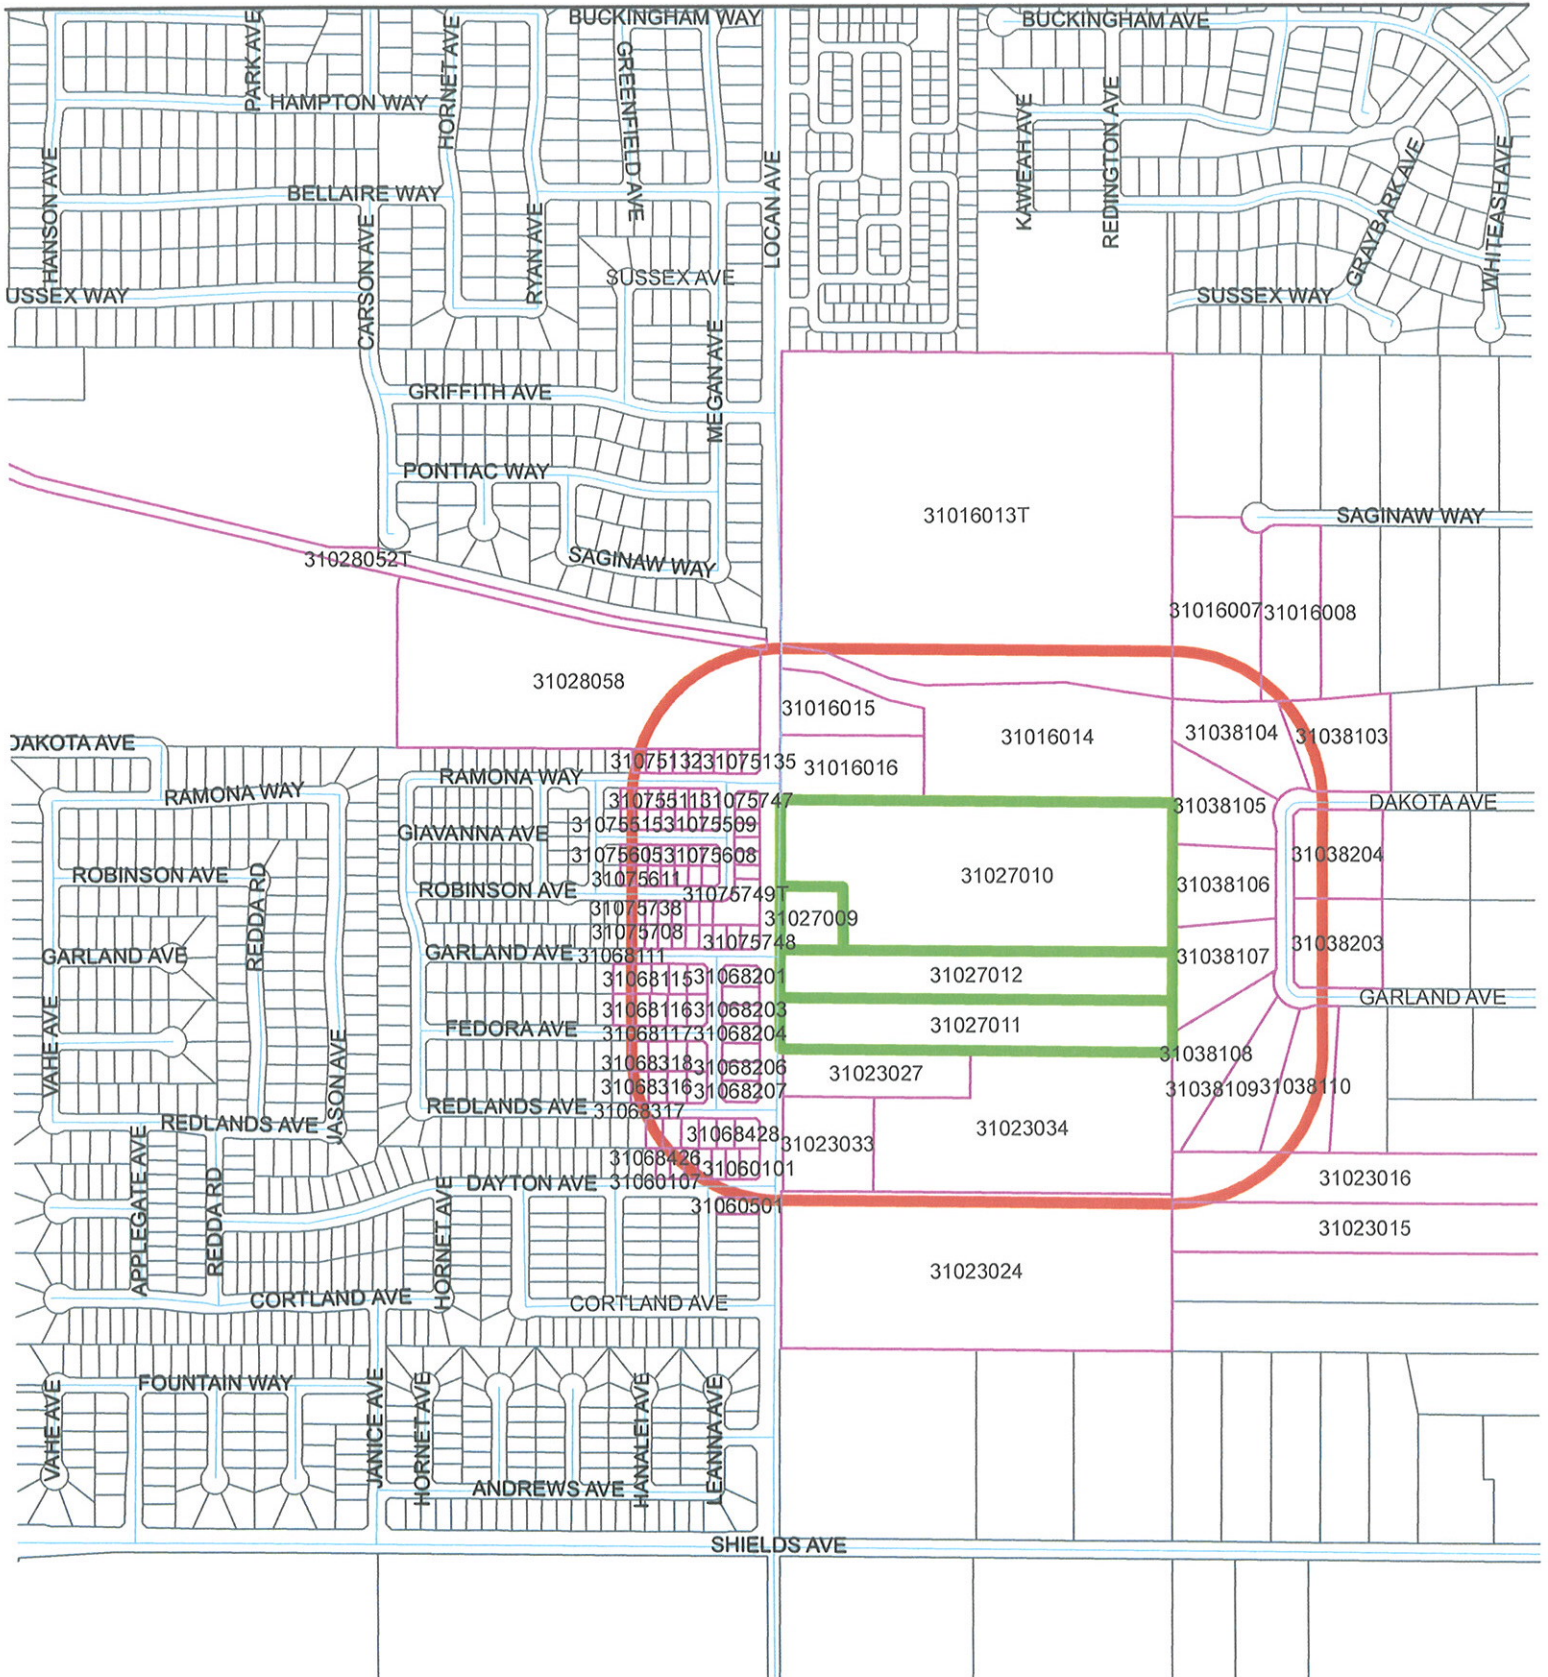 BUCKINGHAM WAY
BUCKINGHAM AVE
PARK AVE
HORNET AVE
GREENFIELD AVE
HAMPTON WAY
KAWEAH AVE
REDINGTON AVE
GRAYBARK AVE
WHITEASH AVE
HANSON AVE
BELLAIRE WAY
LOCAN AVE
CARSON AVE
RYAN AVE
SUSSEX AVE
USSEX WAY
SUSSEX WAY
MEGAN AVE
GRIFFITH AVE
PONTIAC WAY
31016013T
SAGINAW WAY
31028052T
SAGINAW WAY
31016007
31016008
31028058
31016015
31016014
31038104
31038103
DAKOTA AVE
31075132
31075135
31016016
RAMONA WAY
RAMONA WAY
31075511
31075747
31038105
DAKOTA AVE
GIAVANNA AVE
31075515
31075509
31075605
31075608
31038204
ROBINSON AVE
REDDA RD
ROBINSON AVE
31075611
31075749T
31027010
31038106
31075738
31027009
31075708
31075748
31038203
GARLAND AVE
GARLAND AVE
31068111
31038107
31068115
31068201
31027012
GARLAND AVE
31068116
31068203
FEDORA AVE
31068117
31068204
31027011
VAHE AVE
JASON AVE
31068318
31068206
31038108
31068316
31068207
31023027
31038109
31038110
REDLANDS AVE
REDLANDS AVE
31068317
31068428
31023033
31023034
APPLEGATE AVE
REDDA RD
31068426
31060101
DAYTON AVE
31060107
31023016
31060501
31023015
HORNET AVE
31023024
CORTLAND AVE
CORTLAND AVE
FOUNTAIN WAY
VAHE AVE
JANICE AVE
HORNET AVE
HANALEI AVE
LEANNA AVE
ANDREWS AVE
SHIELDS AVE